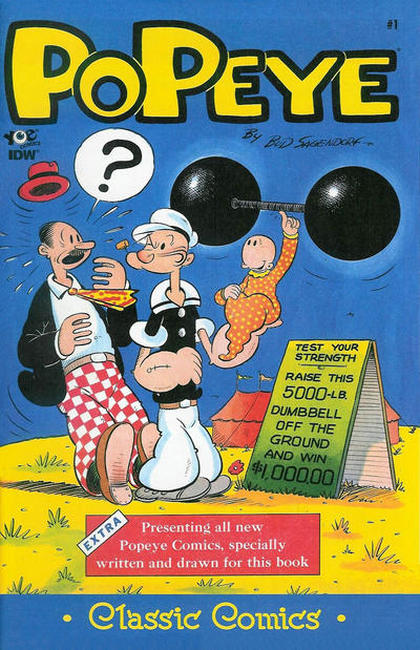 #1
POPEYE
By BUD SAGENDORF
YOE
COMICS
IDW
?
TEST YOUR
STRENGTH
RAISE THIS
5000-LB.
DUMBBELL
OFF THE
GROUND
AND WIN
$1,000.00
EXTRA
Presenting all new
Popeye Comics, specially
written and drawn for this book
• Classic Comics •